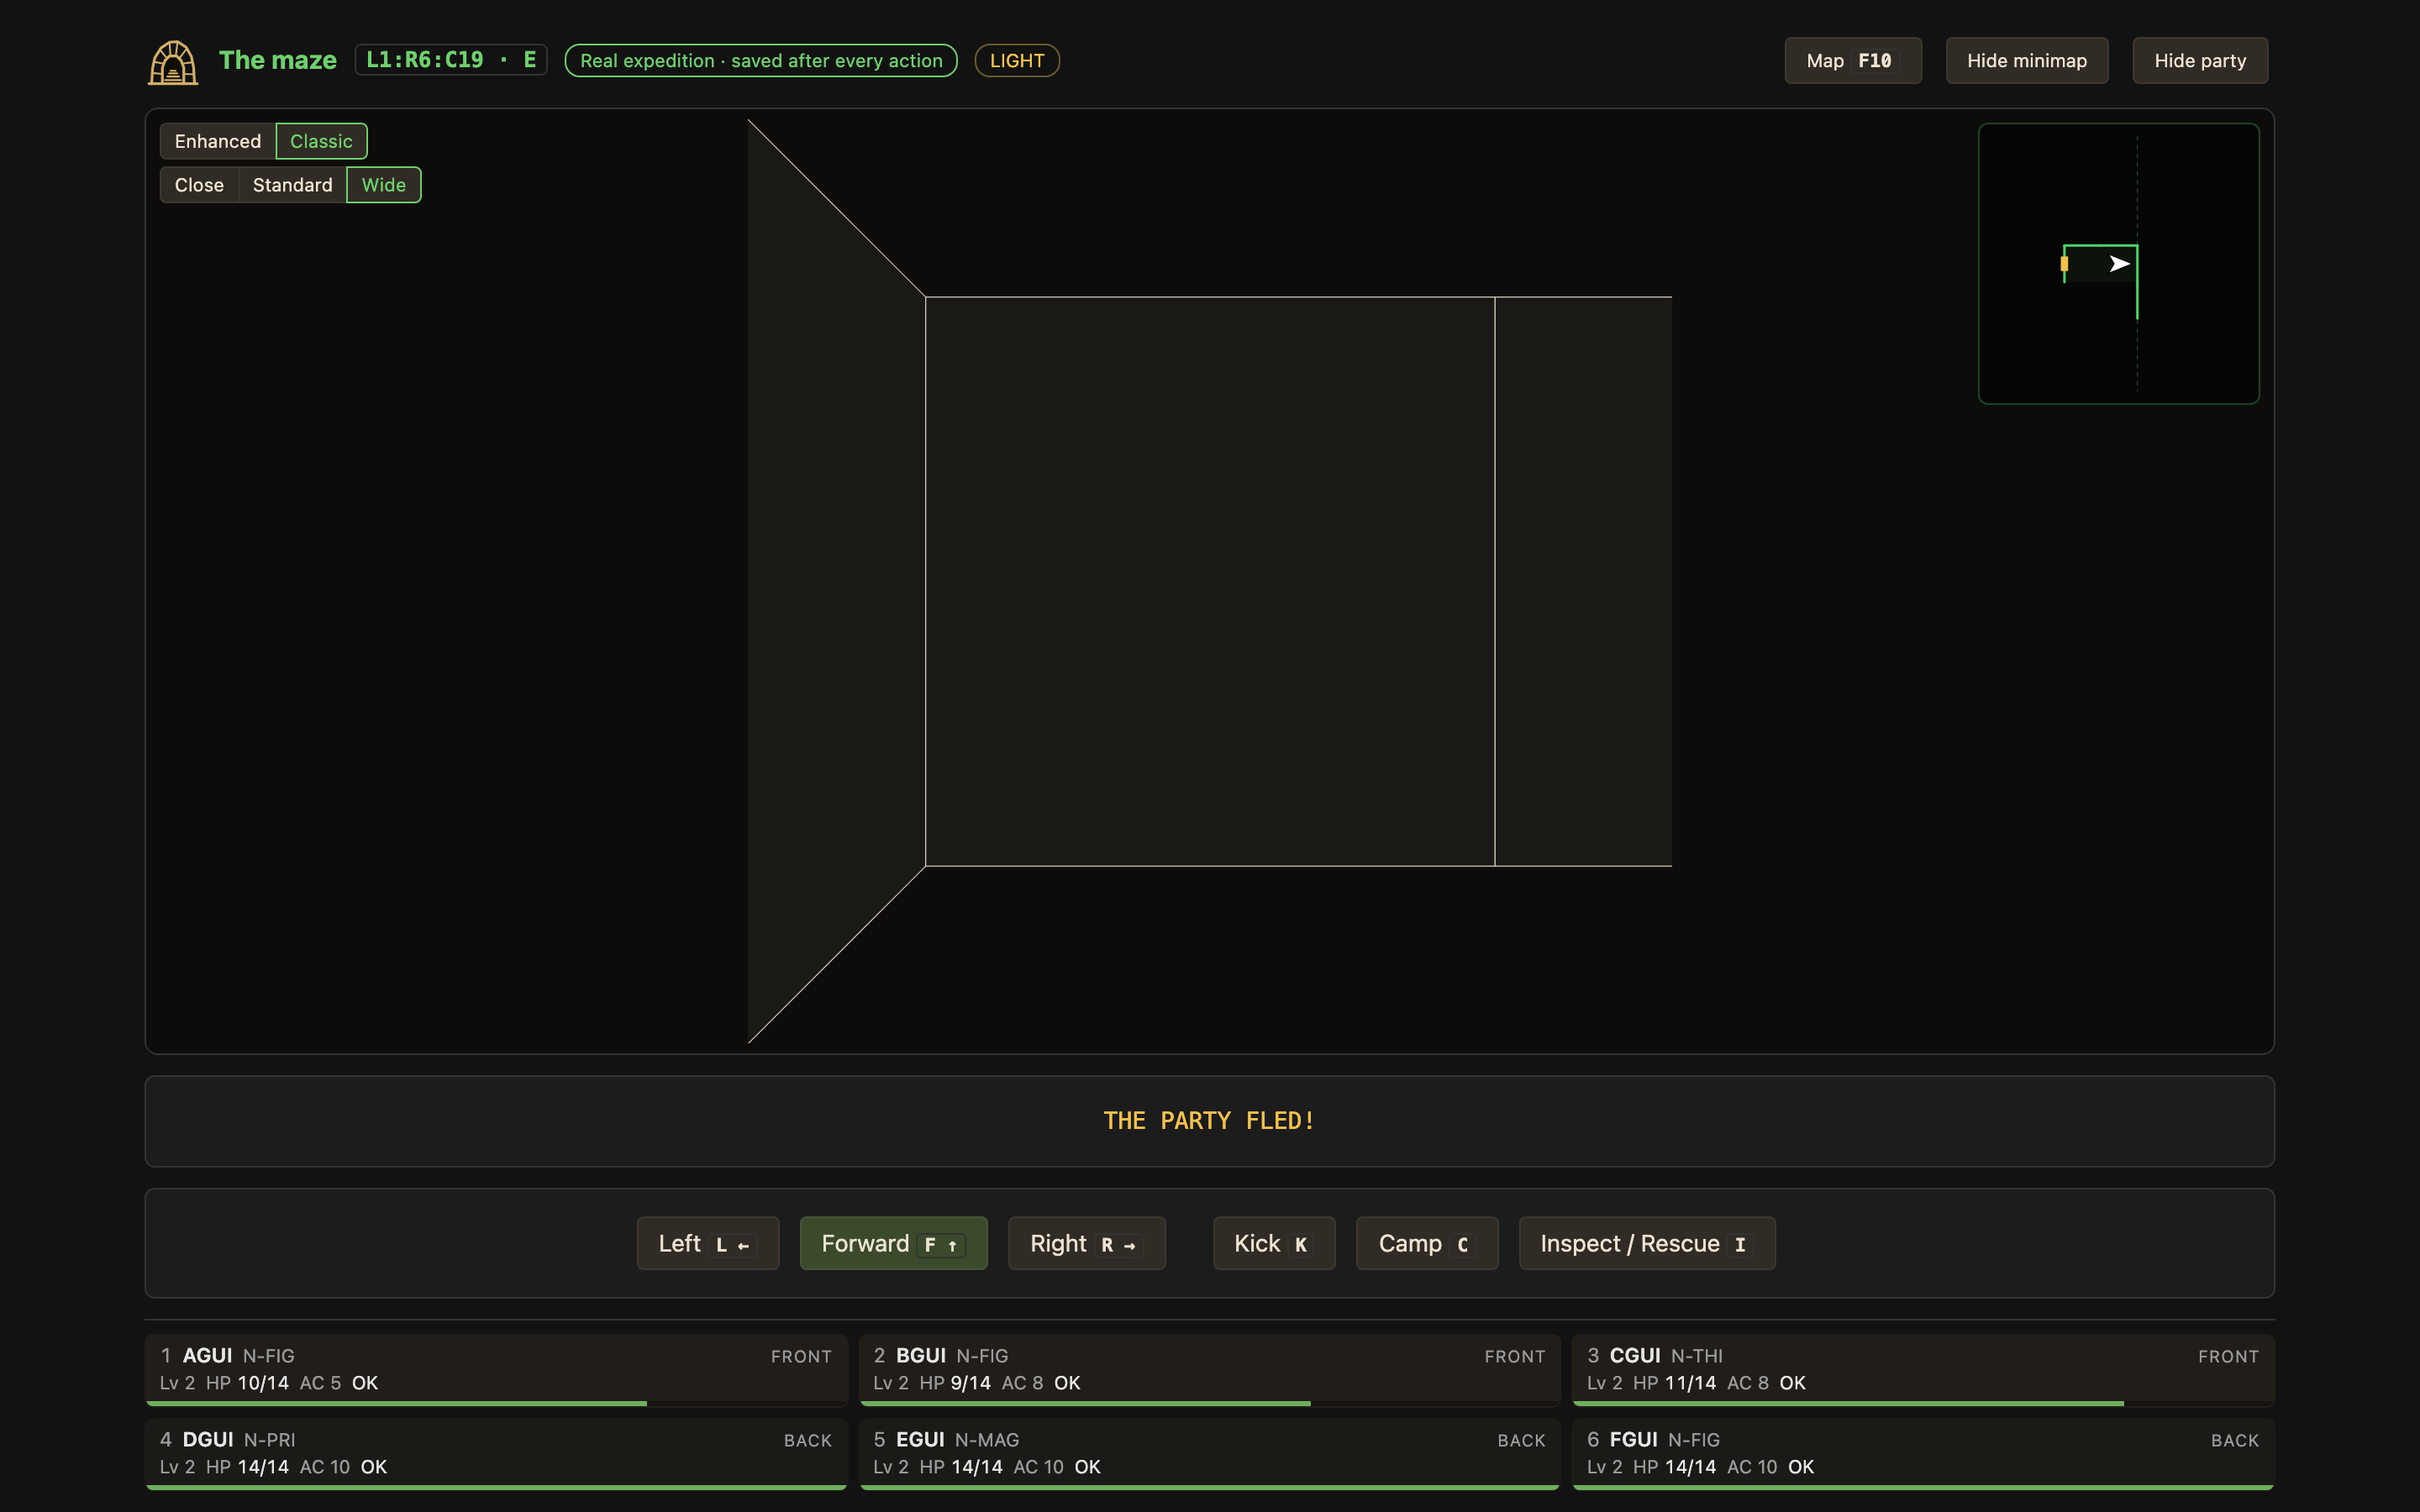 The maze L1:R6:C19 · E Real expedition · saved after every action LIGHT Map F10 Hide minimap Hide party
Enhanced Classic
Close Standard Wide
THE PARTY FLED!
Left L ← Forward F ↑ Right R → Kick K Camp C Inspect / Rescue I
1 AGUI N-FIG FRONT
Lv 2 HP 10/14 AC 5 OK
2 BGUI N-FIG FRONT
Lv 2 HP 9/14 AC 8 OK
3 CGUI N-THI FRONT
Lv 2 HP 11/14 AC 8 OK
4 DGUI N-PRI BACK
Lv 2 HP 14/14 AC 10 OK
5 EGUI N-MAG BACK
Lv 2 HP 14/14 AC 10 OK
6 FGUI N-FIG BACK
Lv 2 HP 14/14 AC 10 OK